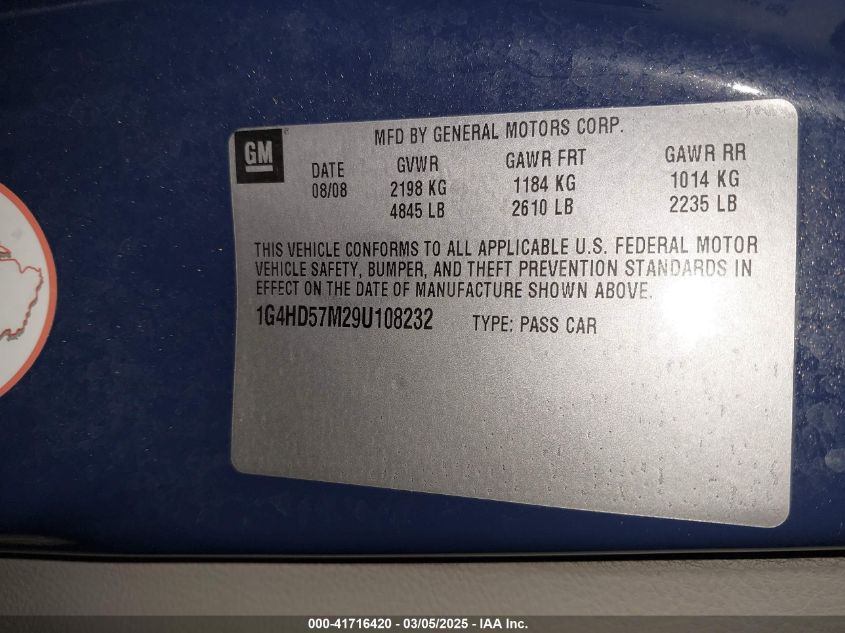 MFD BY GENERAL MOTORS CORP.
GM
DATE GVWR GAWR FRT GAWR RR
08/08 2198 KG 1184 KG 1014 KG
4845 LB 2610 LB 2235 LB
THIS VEHICLE CONFORMS TO ALL APPLICABLE U.S. FEDERAL MOTOR
VEHICLE SAFETY, BUMPER, AND THEFT PREVENTION STANDARDS IN
EFFECT ON THE DATE OF MANUFACTURE SHOWN ABOVE.
1G4HD57M29U108232 TYPE: PASS CAR
000-41716420 - 03/05/2025 - IAA Inc.